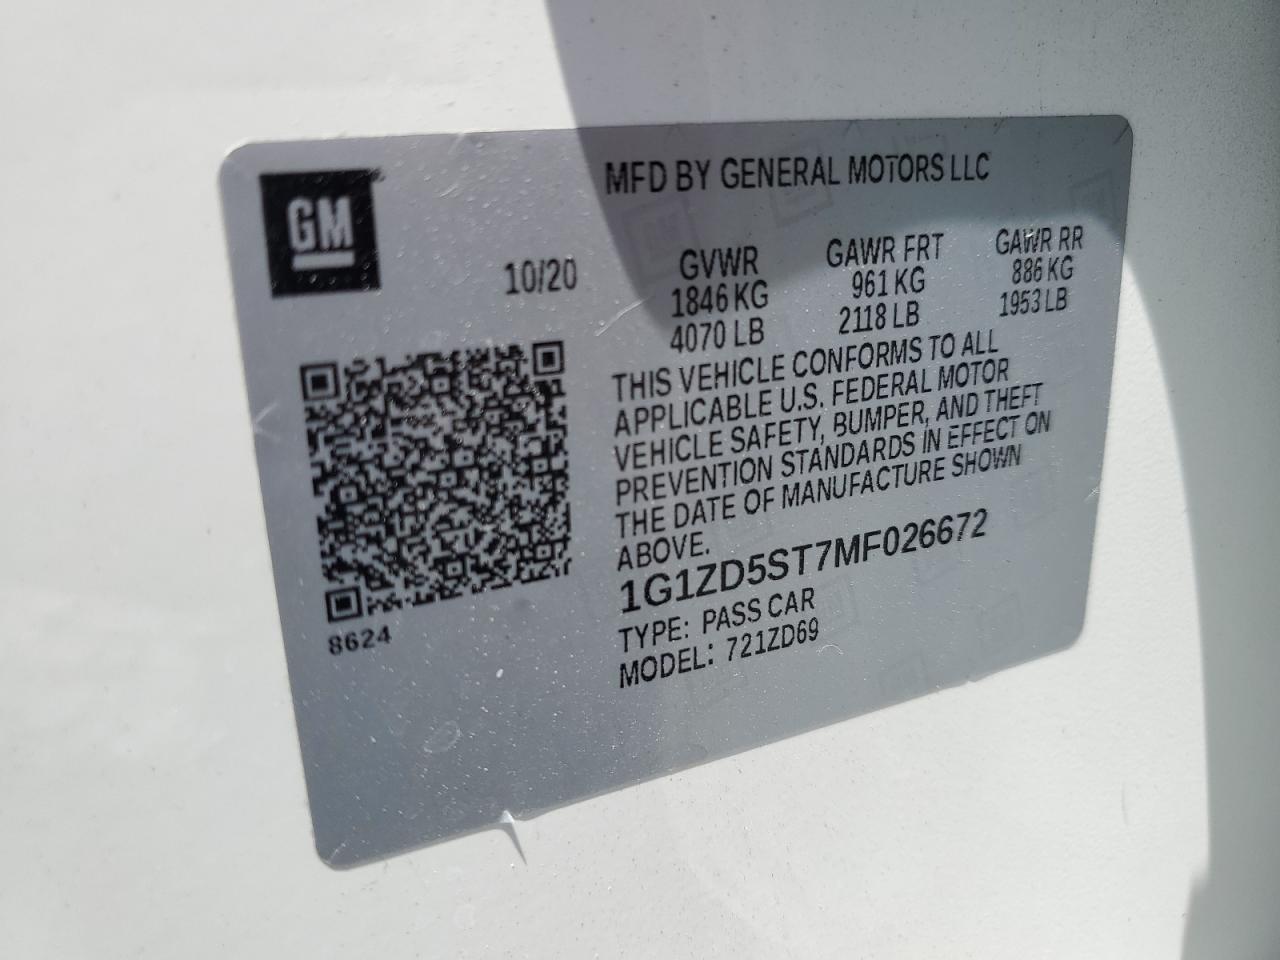 GM
MFD BY GENERAL MOTORS LLC
10/20
GVWR GAWR FRT GAWR RR
1846 KG 961 KG 886 KG
4070 LB 2118 LB 1953 LB
THIS VEHICLE CONFORMS TO ALL
APPLICABLE U.S. FEDERAL MOTOR
VEHICLE SAFETY, BUMPER, AND THEFT
PREVENTION STANDARDS IN EFFECT ON
THE DATE OF MANUFACTURE SHOWN
ABOVE.
1G1ZD5ST7MF026672
TYPE: PASS CAR
MODEL: 721ZD69
8624